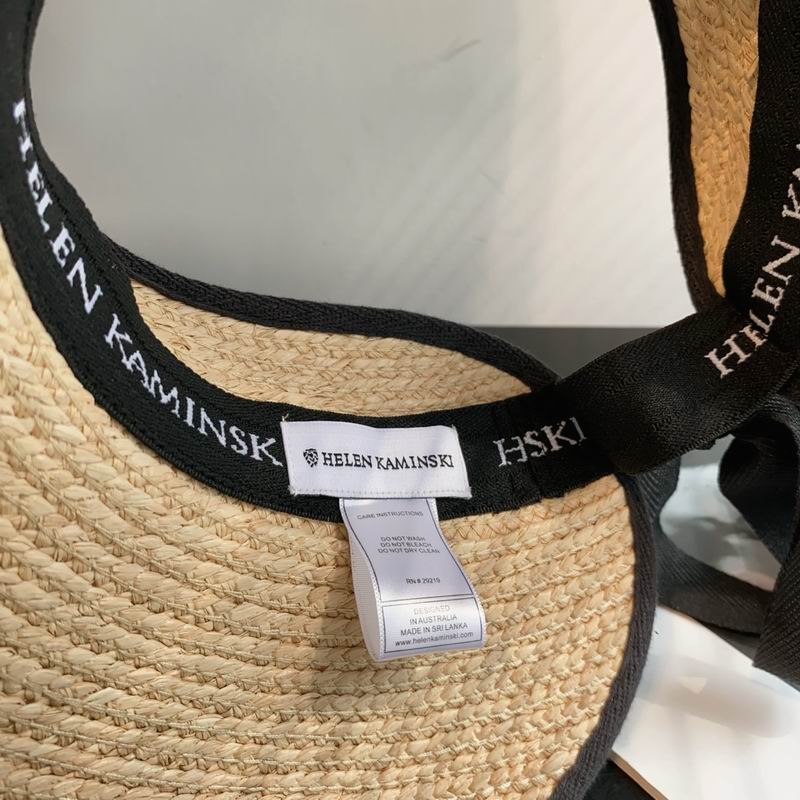 HELEN KAMINSK
HELEN KAMINSKI
HSKI
HELEN
CARE INSTRUCTIONS
DO NOT WASH
DO NOT BLEACH
DO NOT DRY CLEAN
RN # 29219
DESIGNED
IN AUSTRALIA
MADE IN SRI LANKA
www.helenkaminski.com